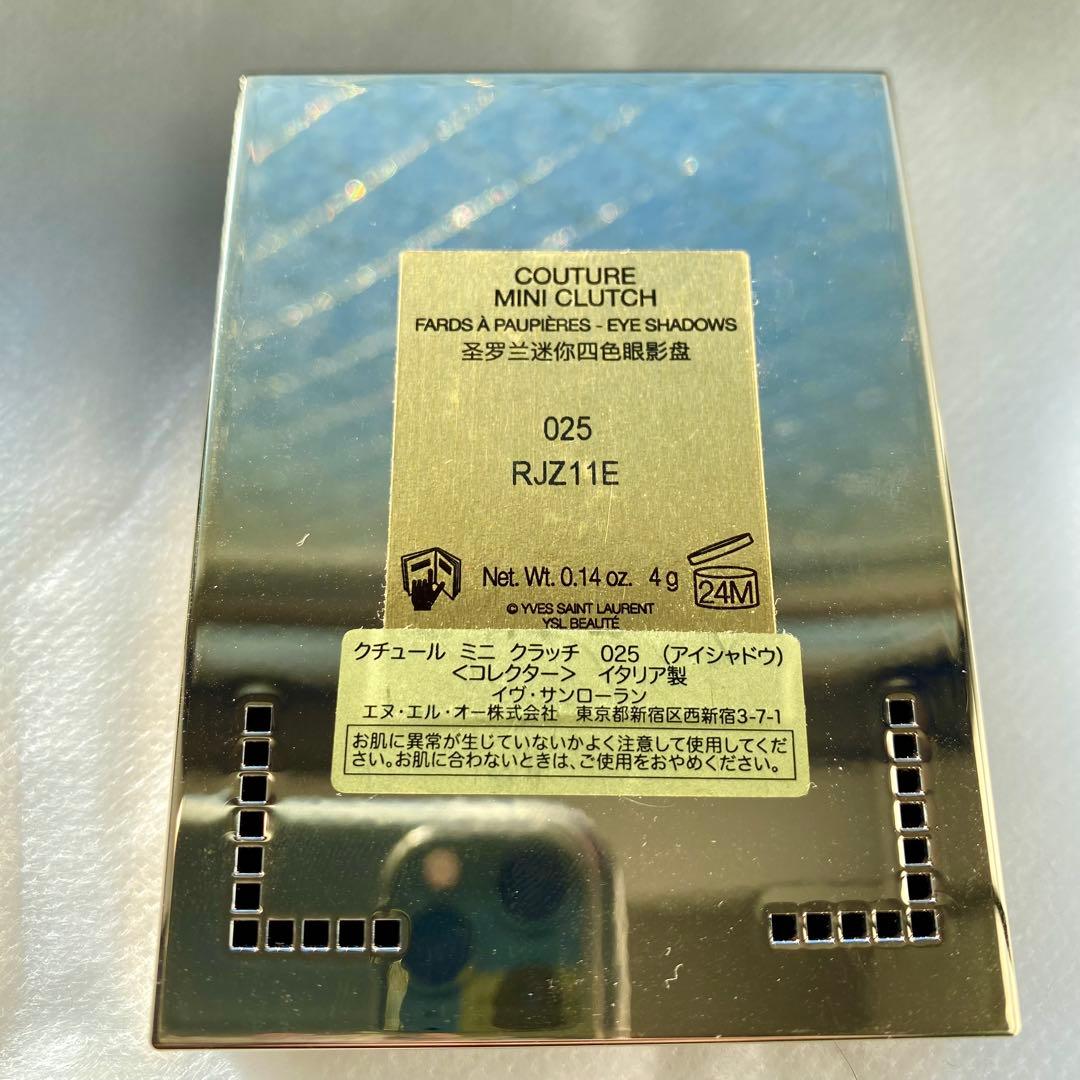 COUTURE
MINI CLUTCH
FARDS À PAUPIÈRES - EYE SHADOWS
圣罗兰迷你四色眼影盘
025
RJZ11E
Net. Wt. 0.14 oz. 4 g
24M
© YVES SAINT LAURENT
YSL BEAUTÉ
クチュール ミニ クラッチ 025 (アイシャドウ)
<コレクター> イタリア製
イヴ・サンローラン
エヌ・エル・オー株式会社 東京都新宿区西新宿3-7-1
お肌に異常が生じていないかよく注意して使用してくだ
さい。お肌に合わないときは、ご使用をおやめください。